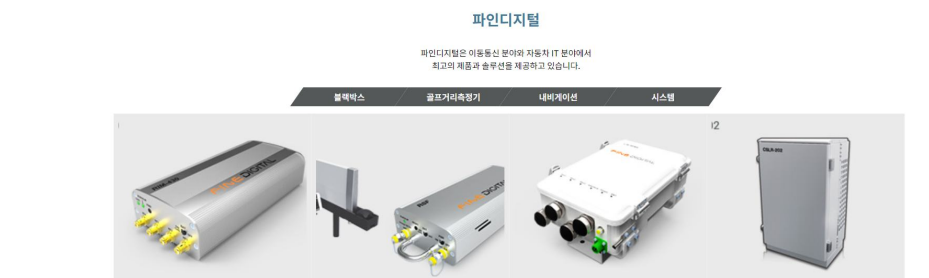 파인디지털
파인디지털은 이동통신 분야와 자동차 IT 분야에서
최고의 제품과 솔루션을 제공하고 있습니다.
블랙박스 골프거리측정기 내비게이션 시스템
DIGITAL